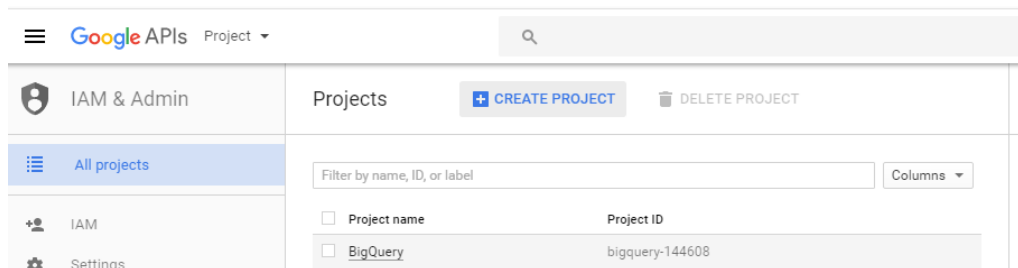 Google APIs Project
IAM & Admin
Projects CREATE PROJECT DELETE PROJECT
All projects
Filter by name, ID, or label Columns
Project name Project ID
IAM
BigQuery bigquery-144608
Settings